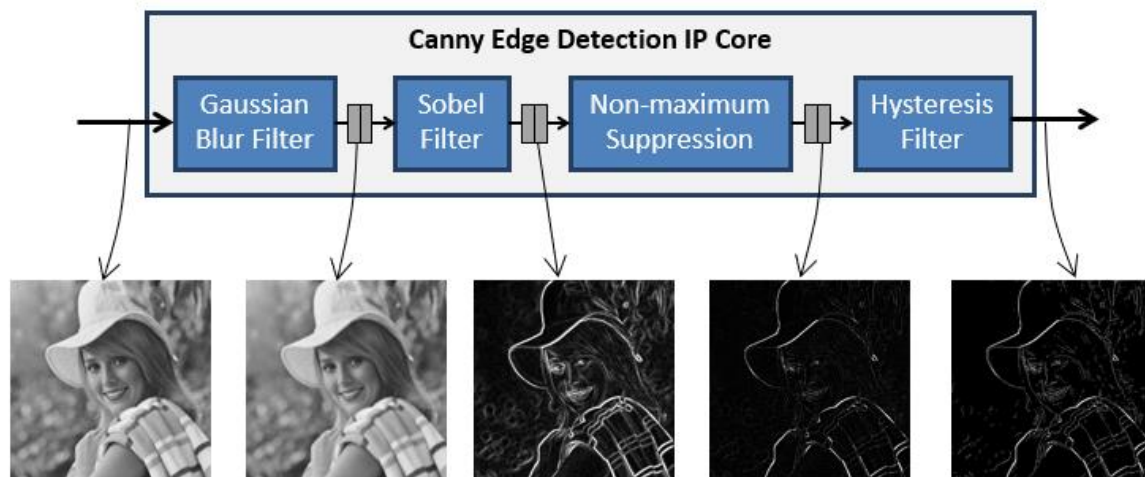 Canny Edge Detection IP Core
Gaussian
Blur Filter
Sobel
Filter
Non-maximum
Suppression
Hysteresis
Filter